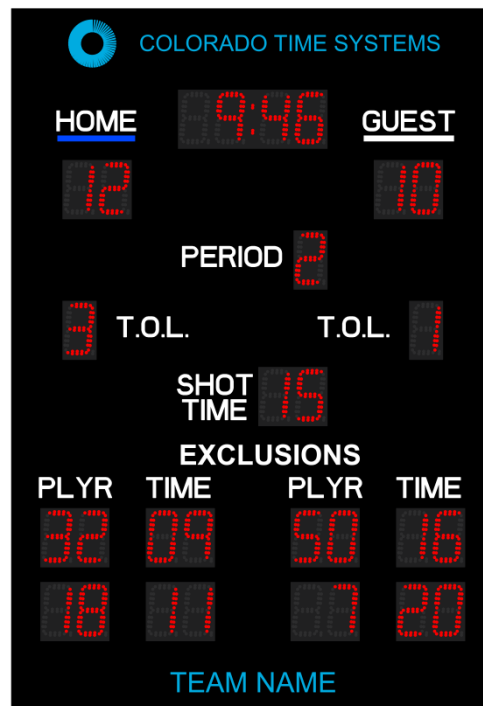 COLORADO TIME SYSTEMS
HOME 9:46 GUEST
12 10
PERIOD 2
3 T.O.L. T.O.L. 1
SHOT
TIME 15
EXCLUSIONS
PLYR TIME PLYR TIME
32 09 50 16
18 11 7 20
TEAM NAME